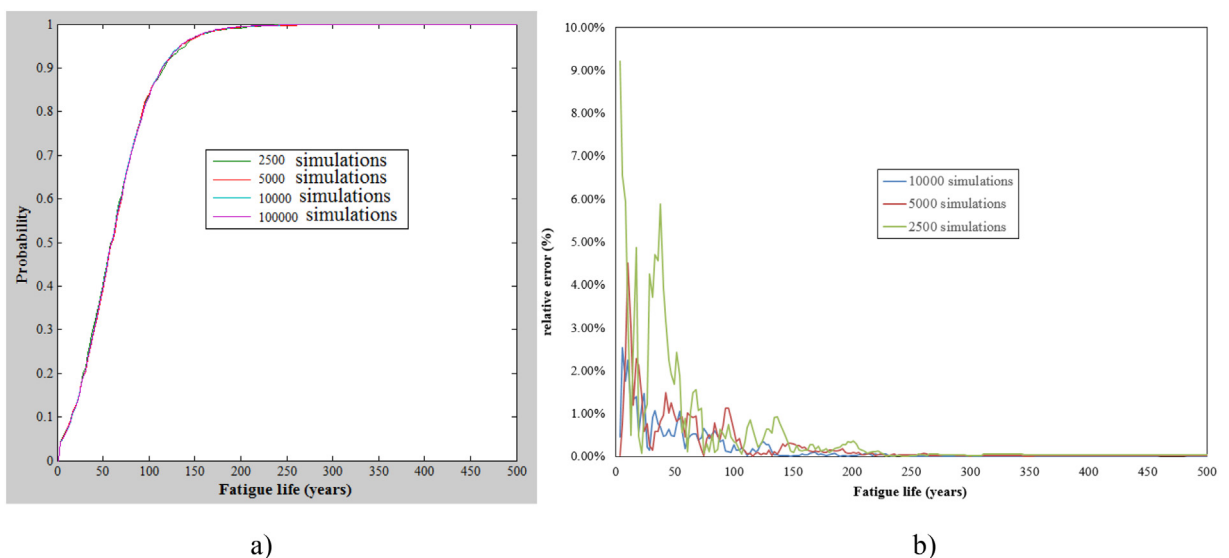 1
0.9
0.8
0.7
0.6
0.5
0.4
0.3
0.2
0.1
0
Probability
2500 simulations
5000 simulations
10000 simulations
100000 simulations
0 50 100 150 200 250 300 350 400 450 500
Fatigue life (years)
a)
10.00%
9.00%
8.00%
7.00%
6.00%
5.00%
4.00%
3.00%
2.00%
1.00%
0.00%
relative error (%)
10000 simulations
5000 simulations
2500 simulations
0 50 100 150 200 250 300 350 400 450 500
Fatigue life (years)
b)